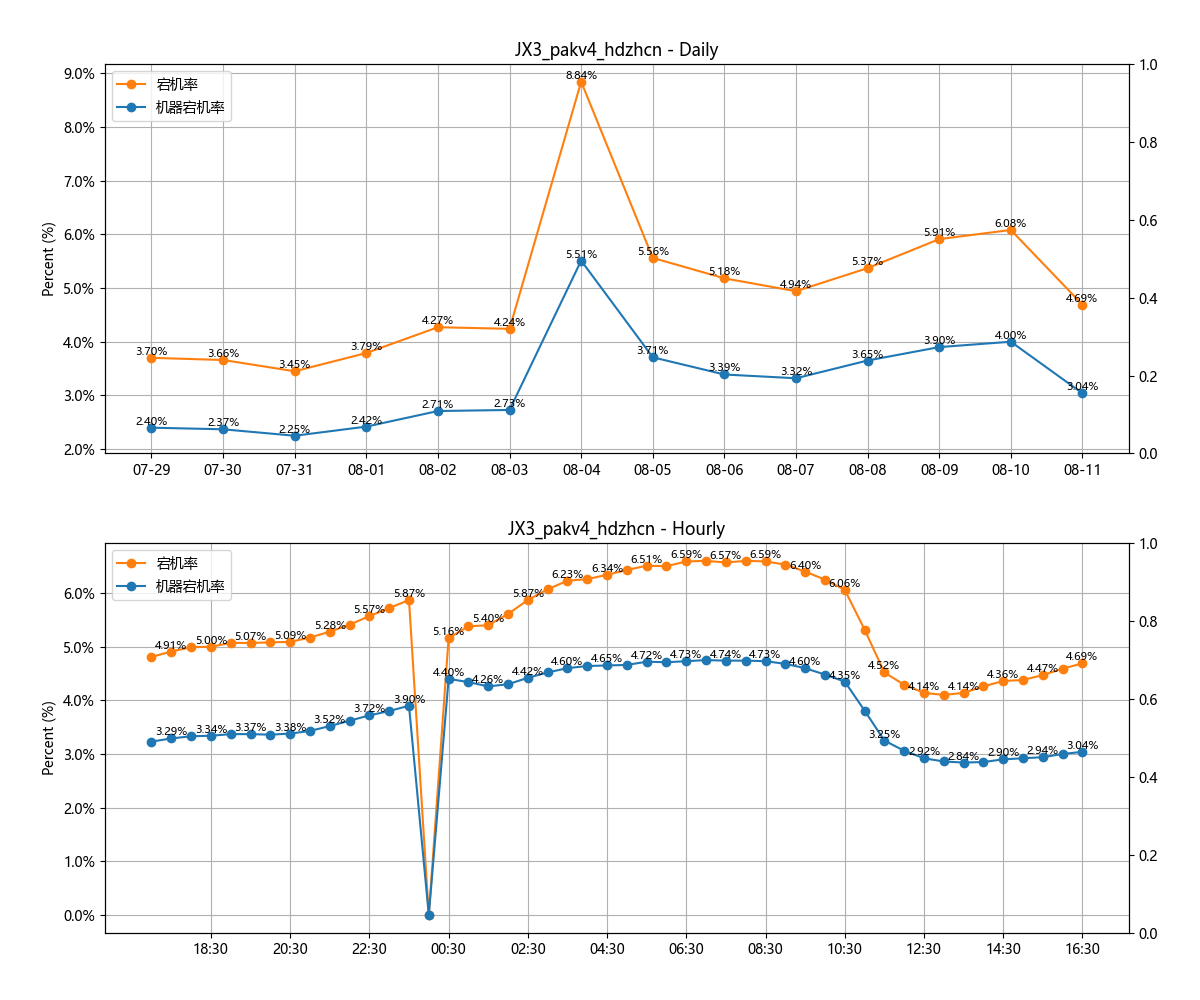 JX3_pakv4_hdzhcn - Daily
宕机率
机器宕机率
Percent (%)
9.0%
8.0%
7.0%
6.0%
5.0%
4.0%
3.0%
2.0%
1.0
0.8
0.6
0.4
0.2
0.0
3.70% 3.66% 3.45% 3.79% 4.27% 4.24% 8.84% 5.56% 5.18% 4.94% 5.37% 5.91% 6.08% 4.69%
2.40% 2.37% 2.25% 2.42% 2.71% 2.73% 5.51% 3.71% 3.39% 3.32% 3.65% 3.90% 4.00% 3.04%
07-29 07-30 07-31 08-01 08-02 08-03 08-04 08-05 08-06 08-07 08-08 08-09 08-10 08-11
JX3_pakv4_hdzhcn - Hourly
宕机率
机器宕机率
Percent (%)
6.0%
5.0%
4.0%
3.0%
2.0%
1.0%
0.0%
1.0
0.8
0.6
0.4
0.2
0.0
4.91% 5.00% 5.07% 5.09% 5.28% 5.57% 5.87% 5.16% 5.40% 5.87% 6.23% 6.34% 6.51% 6.59% 6.57% 6.59% 6.40% 6.06% 4.52% 4.14% 4.14% 4.36% 4.47% 4.69%
3.29% 3.34% 3.37% 3.38% 3.52% 3.72% 3.90% 4.40% 4.26% 4.42% 4.60% 4.65% 4.72% 4.73% 4.74% 4.73% 4.60% 4.35% 3.25% 2.92% 2.84% 2.90% 2.94% 3.04%
18:30 20:30 22:30 00:30 02:30 04:30 06:30 08:30 10:30 12:30 14:30 16:30